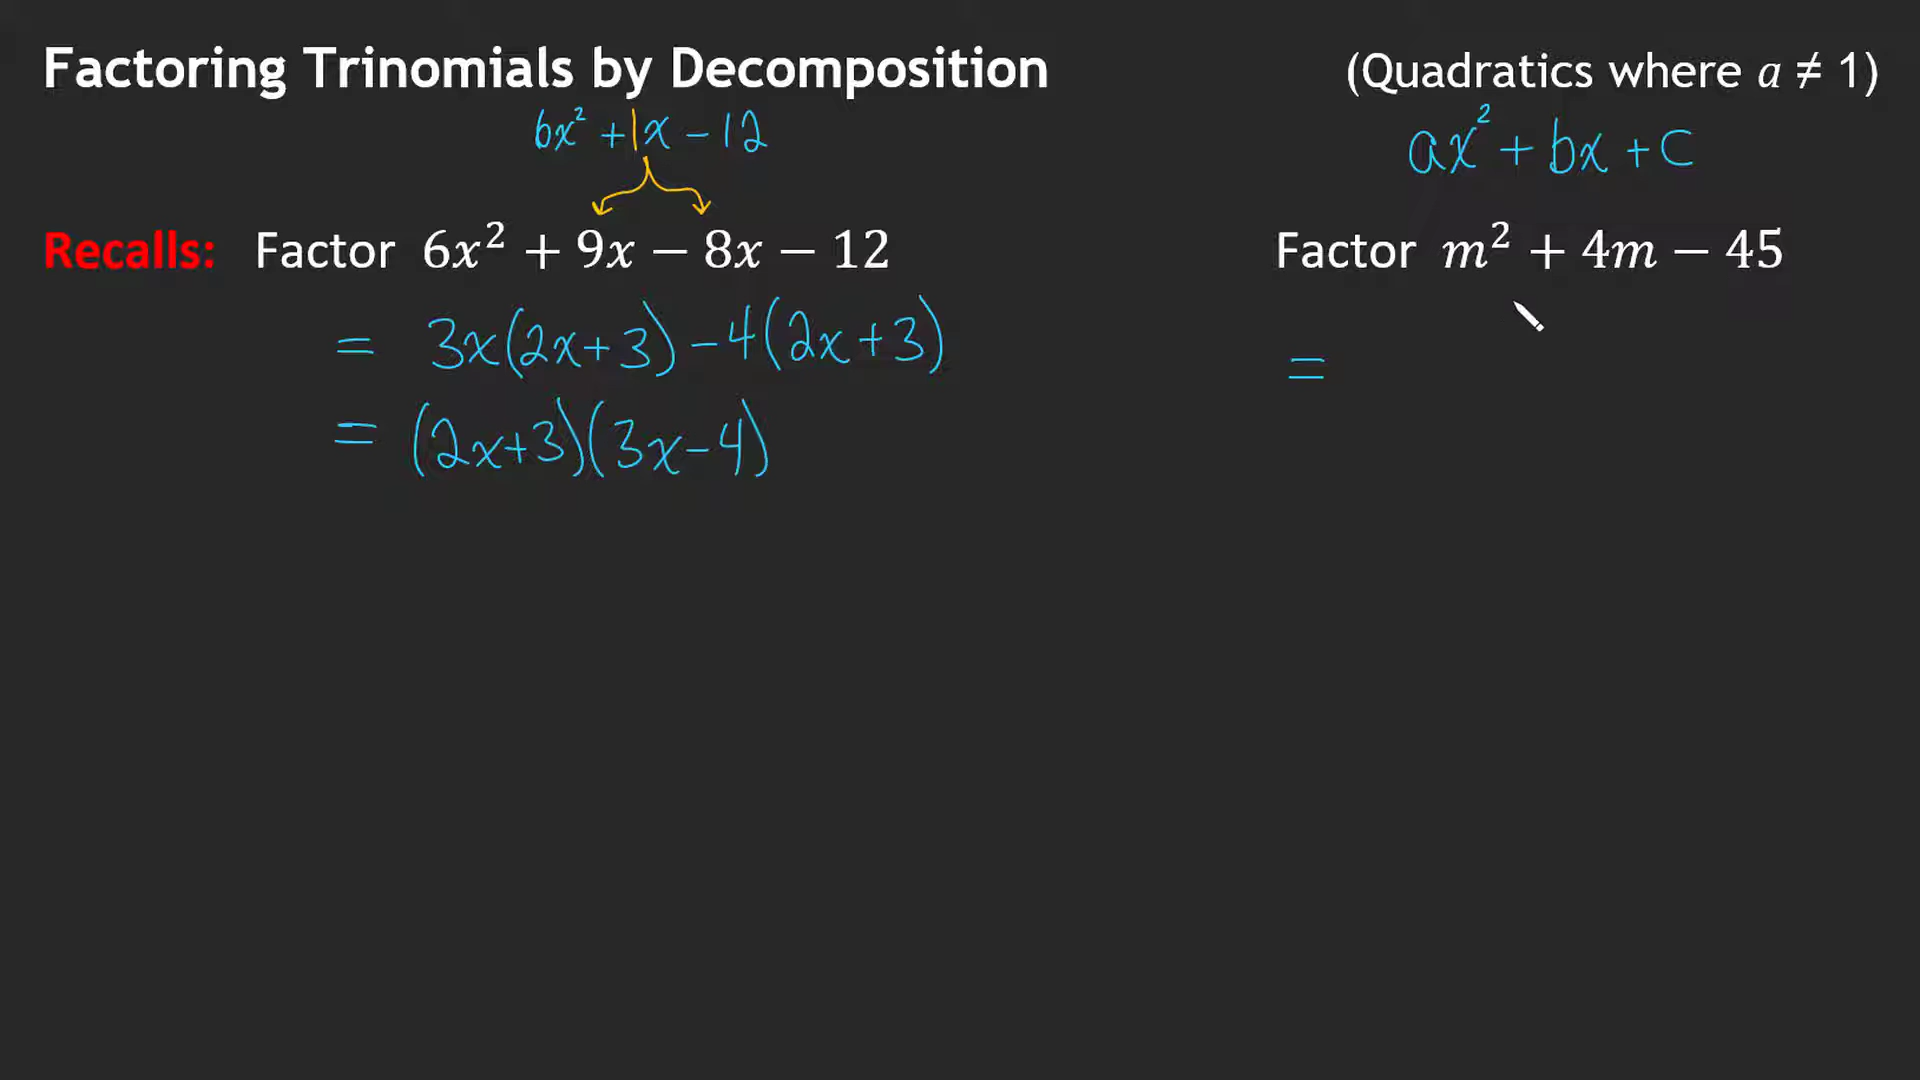 Factoring Trinomials by Decomposition (Quadratics where a ≠ 1)
6x² + 1x − 12
ax² + bx + c
Recalls: Factor 6x² + 9x − 8x − 12
Factor m² + 4m − 45
= 3x(2x+3) − 4(2x+3)
=
= (2x+3)(3x−4)